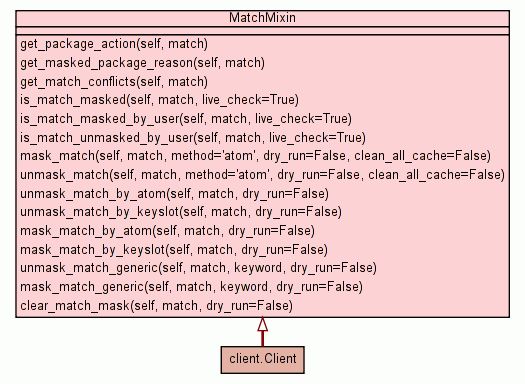 MatchMixin
get_package_action(self, match)
get_masked_package_reason(self, match)
get_match_conflicts(self, match)
is_match_masked(self, match, live_check=True)
is_match_masked_by_user(self, match, live_check=True)
is_match_unmasked_by_user(self, match, live_check=True)
mask_match(self, match, method='atom', dry_run=False, clean_all_cache=False)
unmask_match(self, match, method='atom', dry_run=False, clean_all_cache=False)
unmask_match_by_atom(self, match, dry_run=False)
unmask_match_by_keyslot(self, match, dry_run=False)
mask_match_by_atom(self, match, dry_run=False)
mask_match_by_keyslot(self, match, dry_run=False)
unmask_match_generic(self, match, keyword, dry_run=False)
mask_match_generic(self, match, keyword, dry_run=False)
clear_match_mask(self, match, dry_run=False)
client.Client